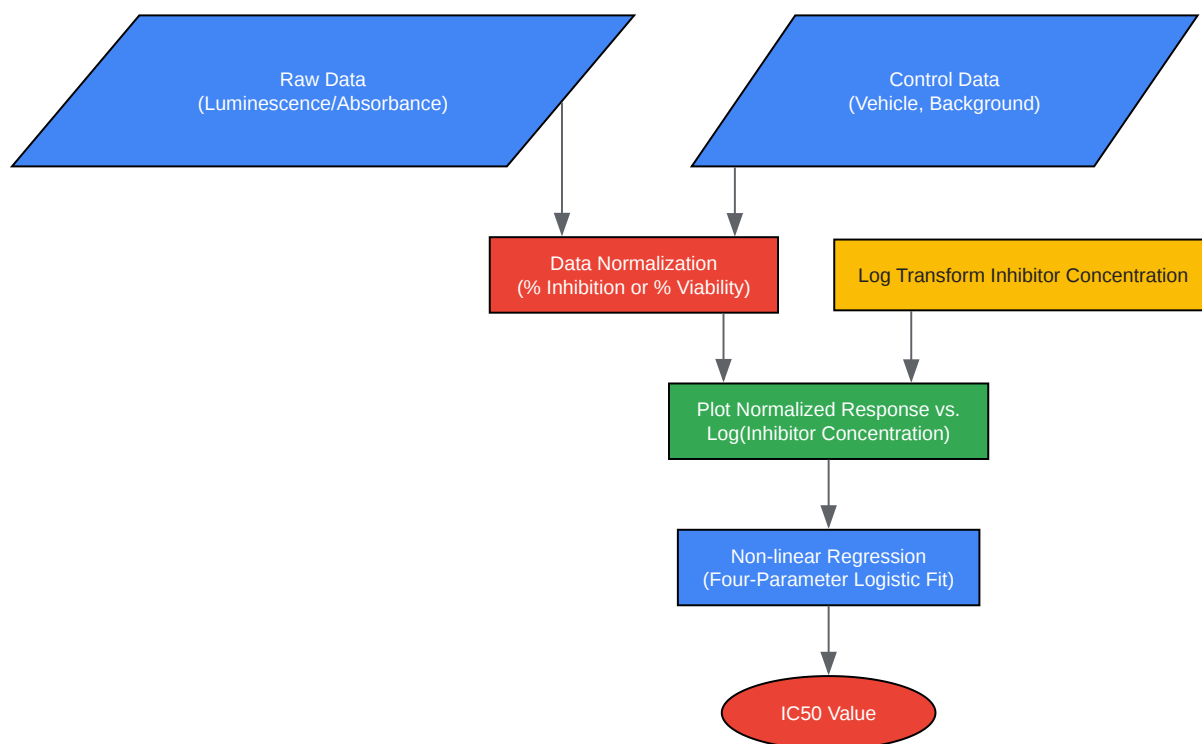 Raw Data
(Luminescence/Absorbance)
Control Data
(Vehicle, Background)
Data Normalization
(% Inhibition or % Viability)
Log Transform Inhibitor Concentration
Plot Normalized Response vs.
Log(Inhibitor Concentration)
Non-linear Regression
(Four-Parameter Logistic Fit)
IC50 Value